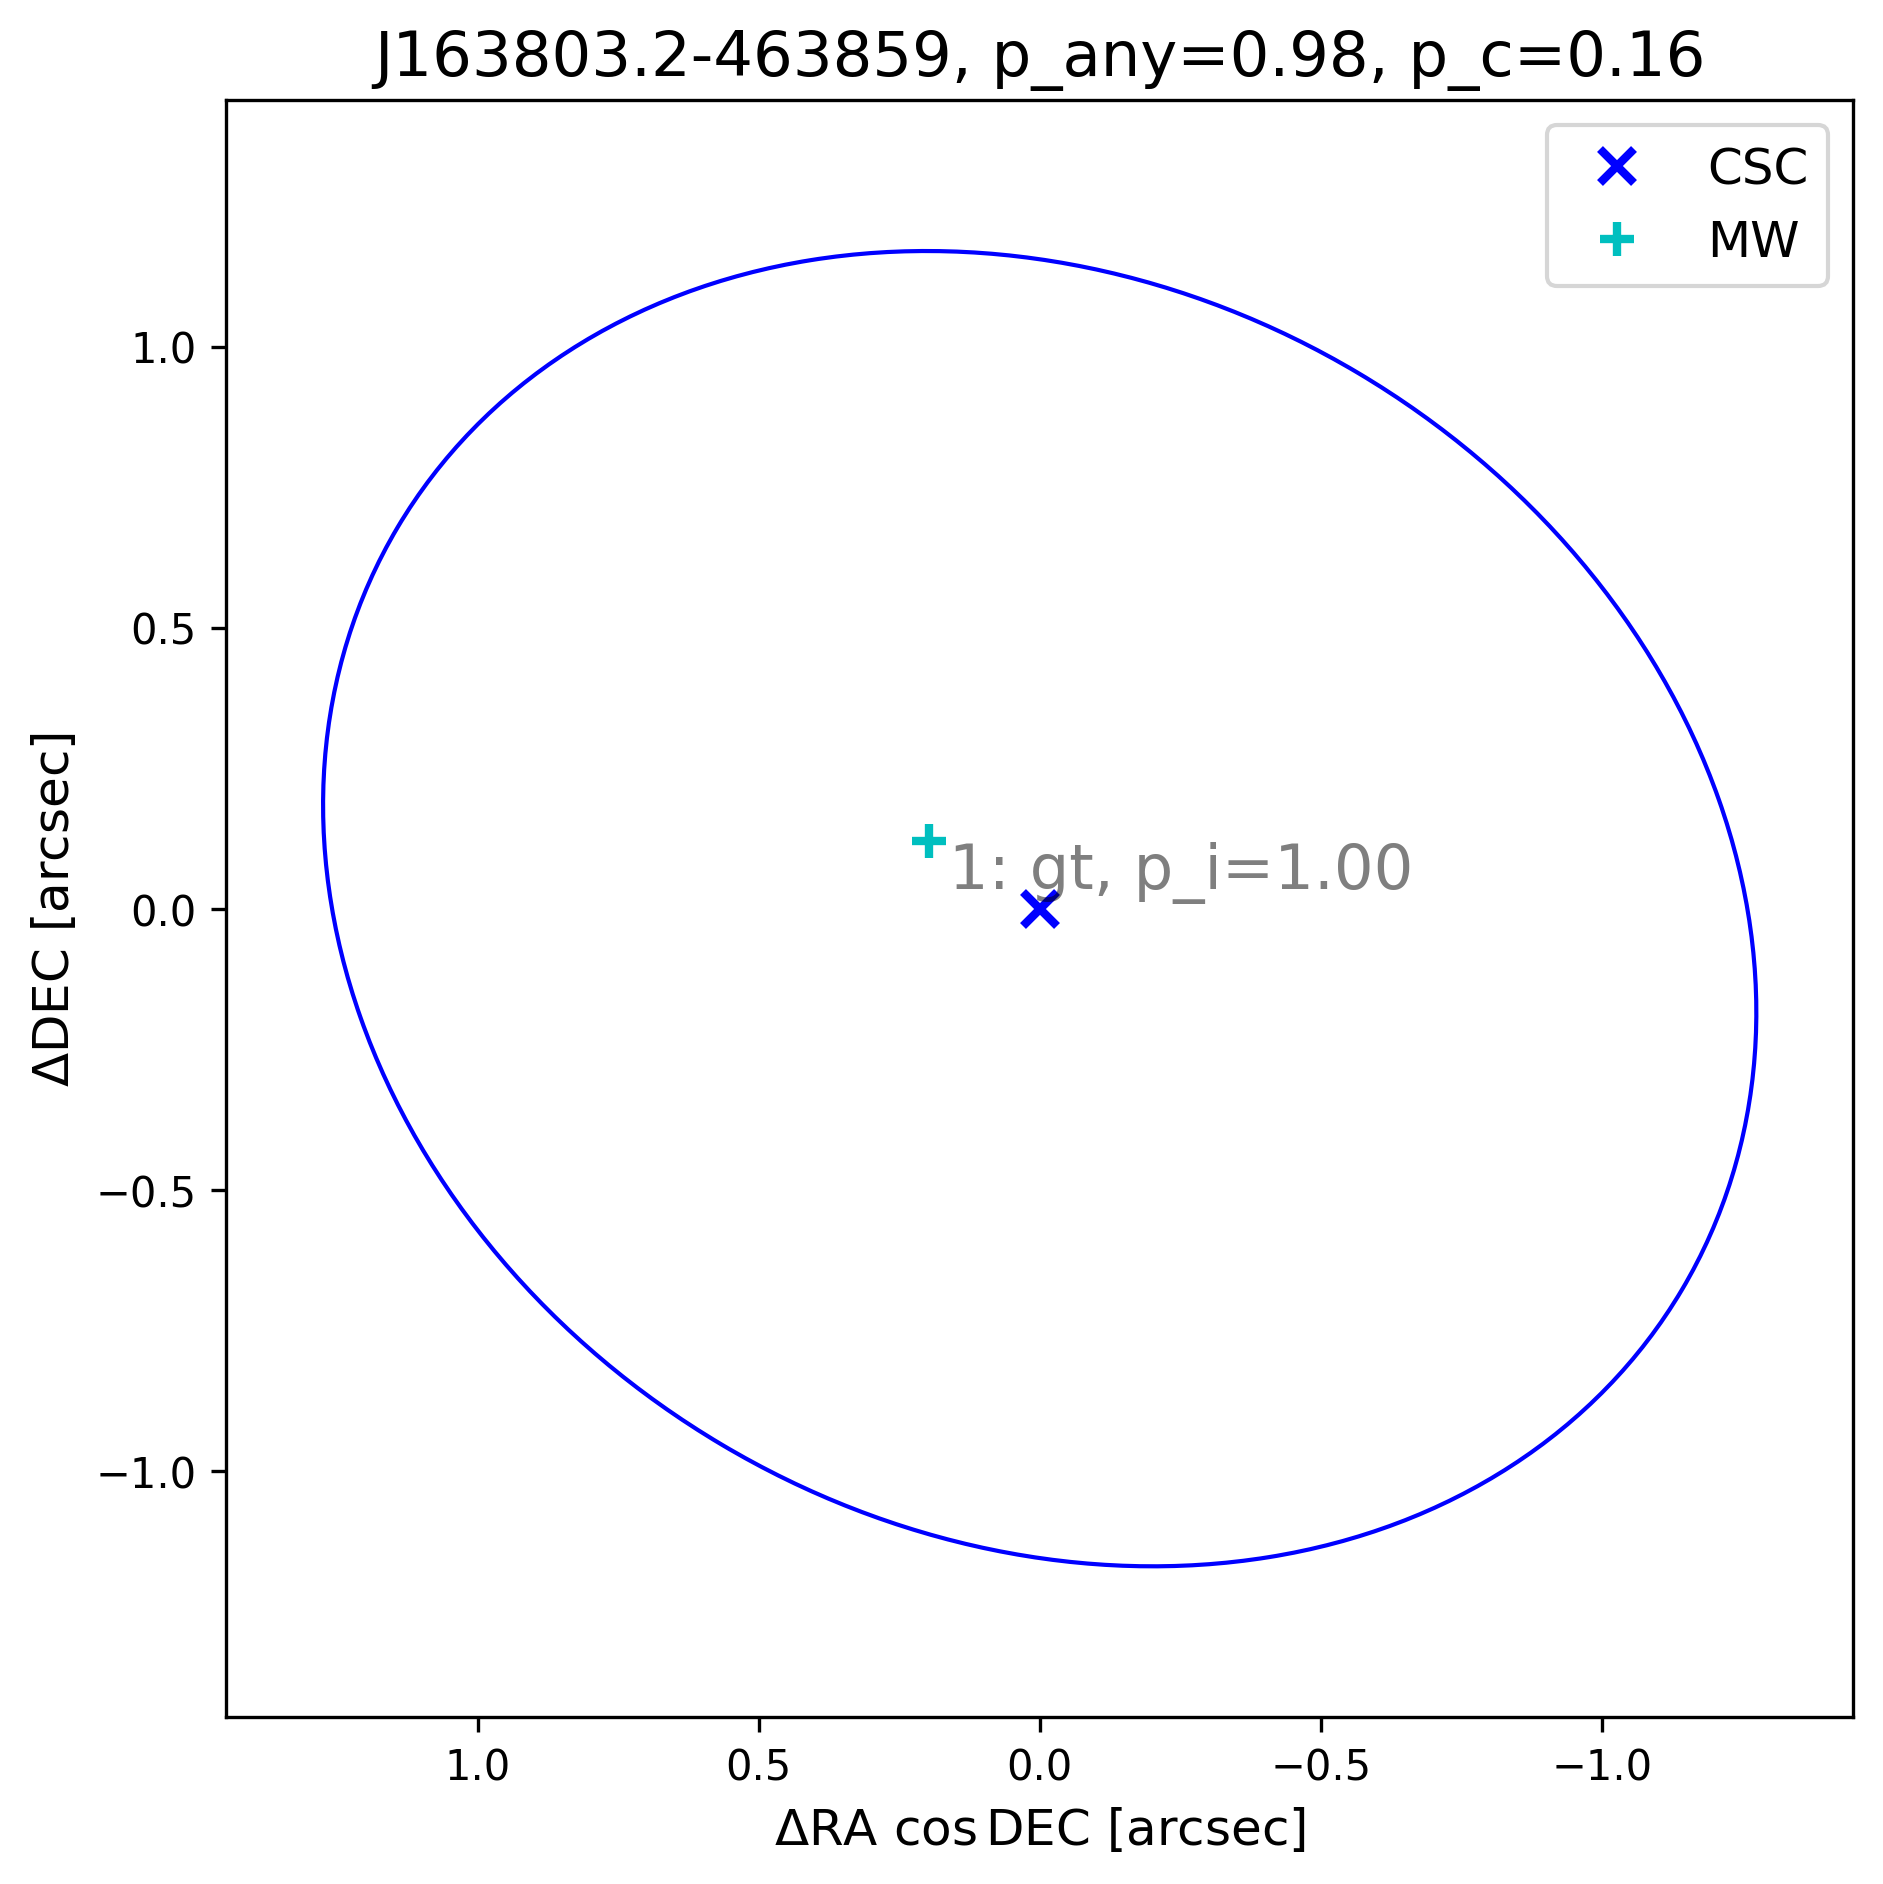 J163803.2-463859, p_any=0.98, p_c=0.16
CSC
MW
1.0
0.5
0.0
−0.5
−1.0
ΔDEC [arcsec]
1: gt, p_i=1.00
1.0
0.5
0.0
−0.5
−1.0
ΔRA cos DEC [arcsec]